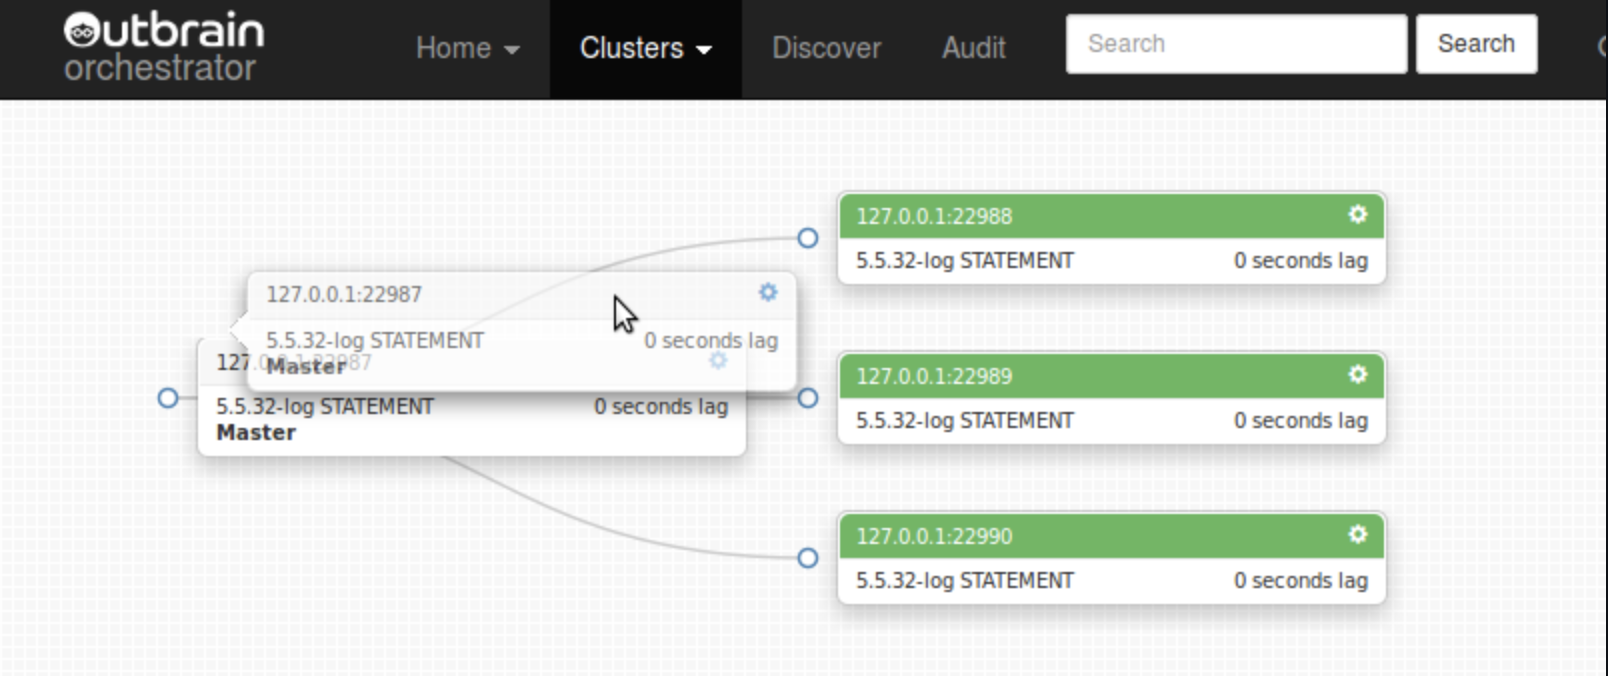 Outbrain
orchestrator
Home
Clusters
Discover
Audit
Search
Search
127.0.0.1:22988
5.5.32-log STATEMENT 0 seconds lag
127.0.0.1:22987
5.5.32-log STATEMENT 0 seconds lag
Master
127.0.0.1:22987
5.5.32-log STATEMENT 0 seconds lag
Master
127.0.0.1:22989
5.5.32-log STATEMENT 0 seconds lag
127.0.0.1:22990
5.5.32-log STATEMENT 0 seconds lag